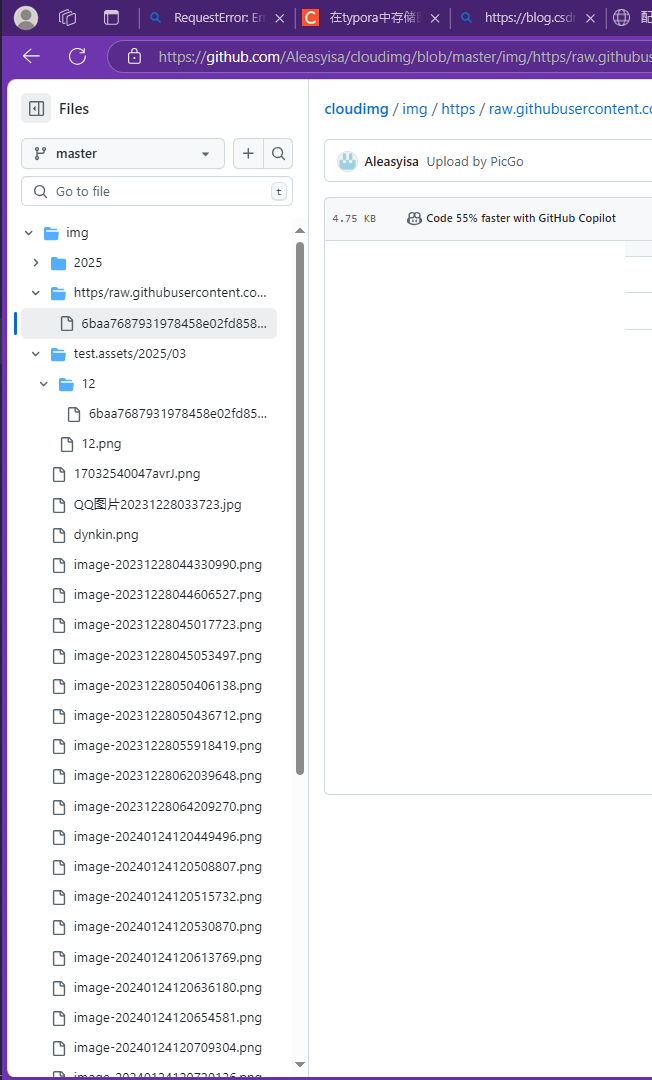 RequestError: Er
在typora中存储
https://blog.csd
https://github.com/Aleasyisa/cloudimg/blob/master/img/https/raw.githubus
Files
master
Go to file
t
img
2025
https/raw.githubusercontent.co...
6baa7687931978458e02fd858...
test.assets/2025/03
12
6baa7687931978458e02fd85...
12.png
17032540047avrJ.png
QQ图片20231228033723.jpg
dynkin.png
image-20231228044330990.png
image-20231228044606527.png
image-20231228045017723.png
image-20231228045053497.png
image-20231228050406138.png
image-20231228050436712.png
image-20231228055918419.png
image-20231228062039648.png
image-20231228064209270.png
image-20240124120449496.png
image-20240124120508807.png
image-20240124120515732.png
image-20240124120530870.png
image-20240124120613769.png
image-20240124120636180.png
image-20240124120654581.png
image-20240124120709304.png
cloudimg / img / https / raw.githubusercontent.co
Aleasyisa Upload by PicGo
4.75 KB
Code 55% faster with GitHub Copilot